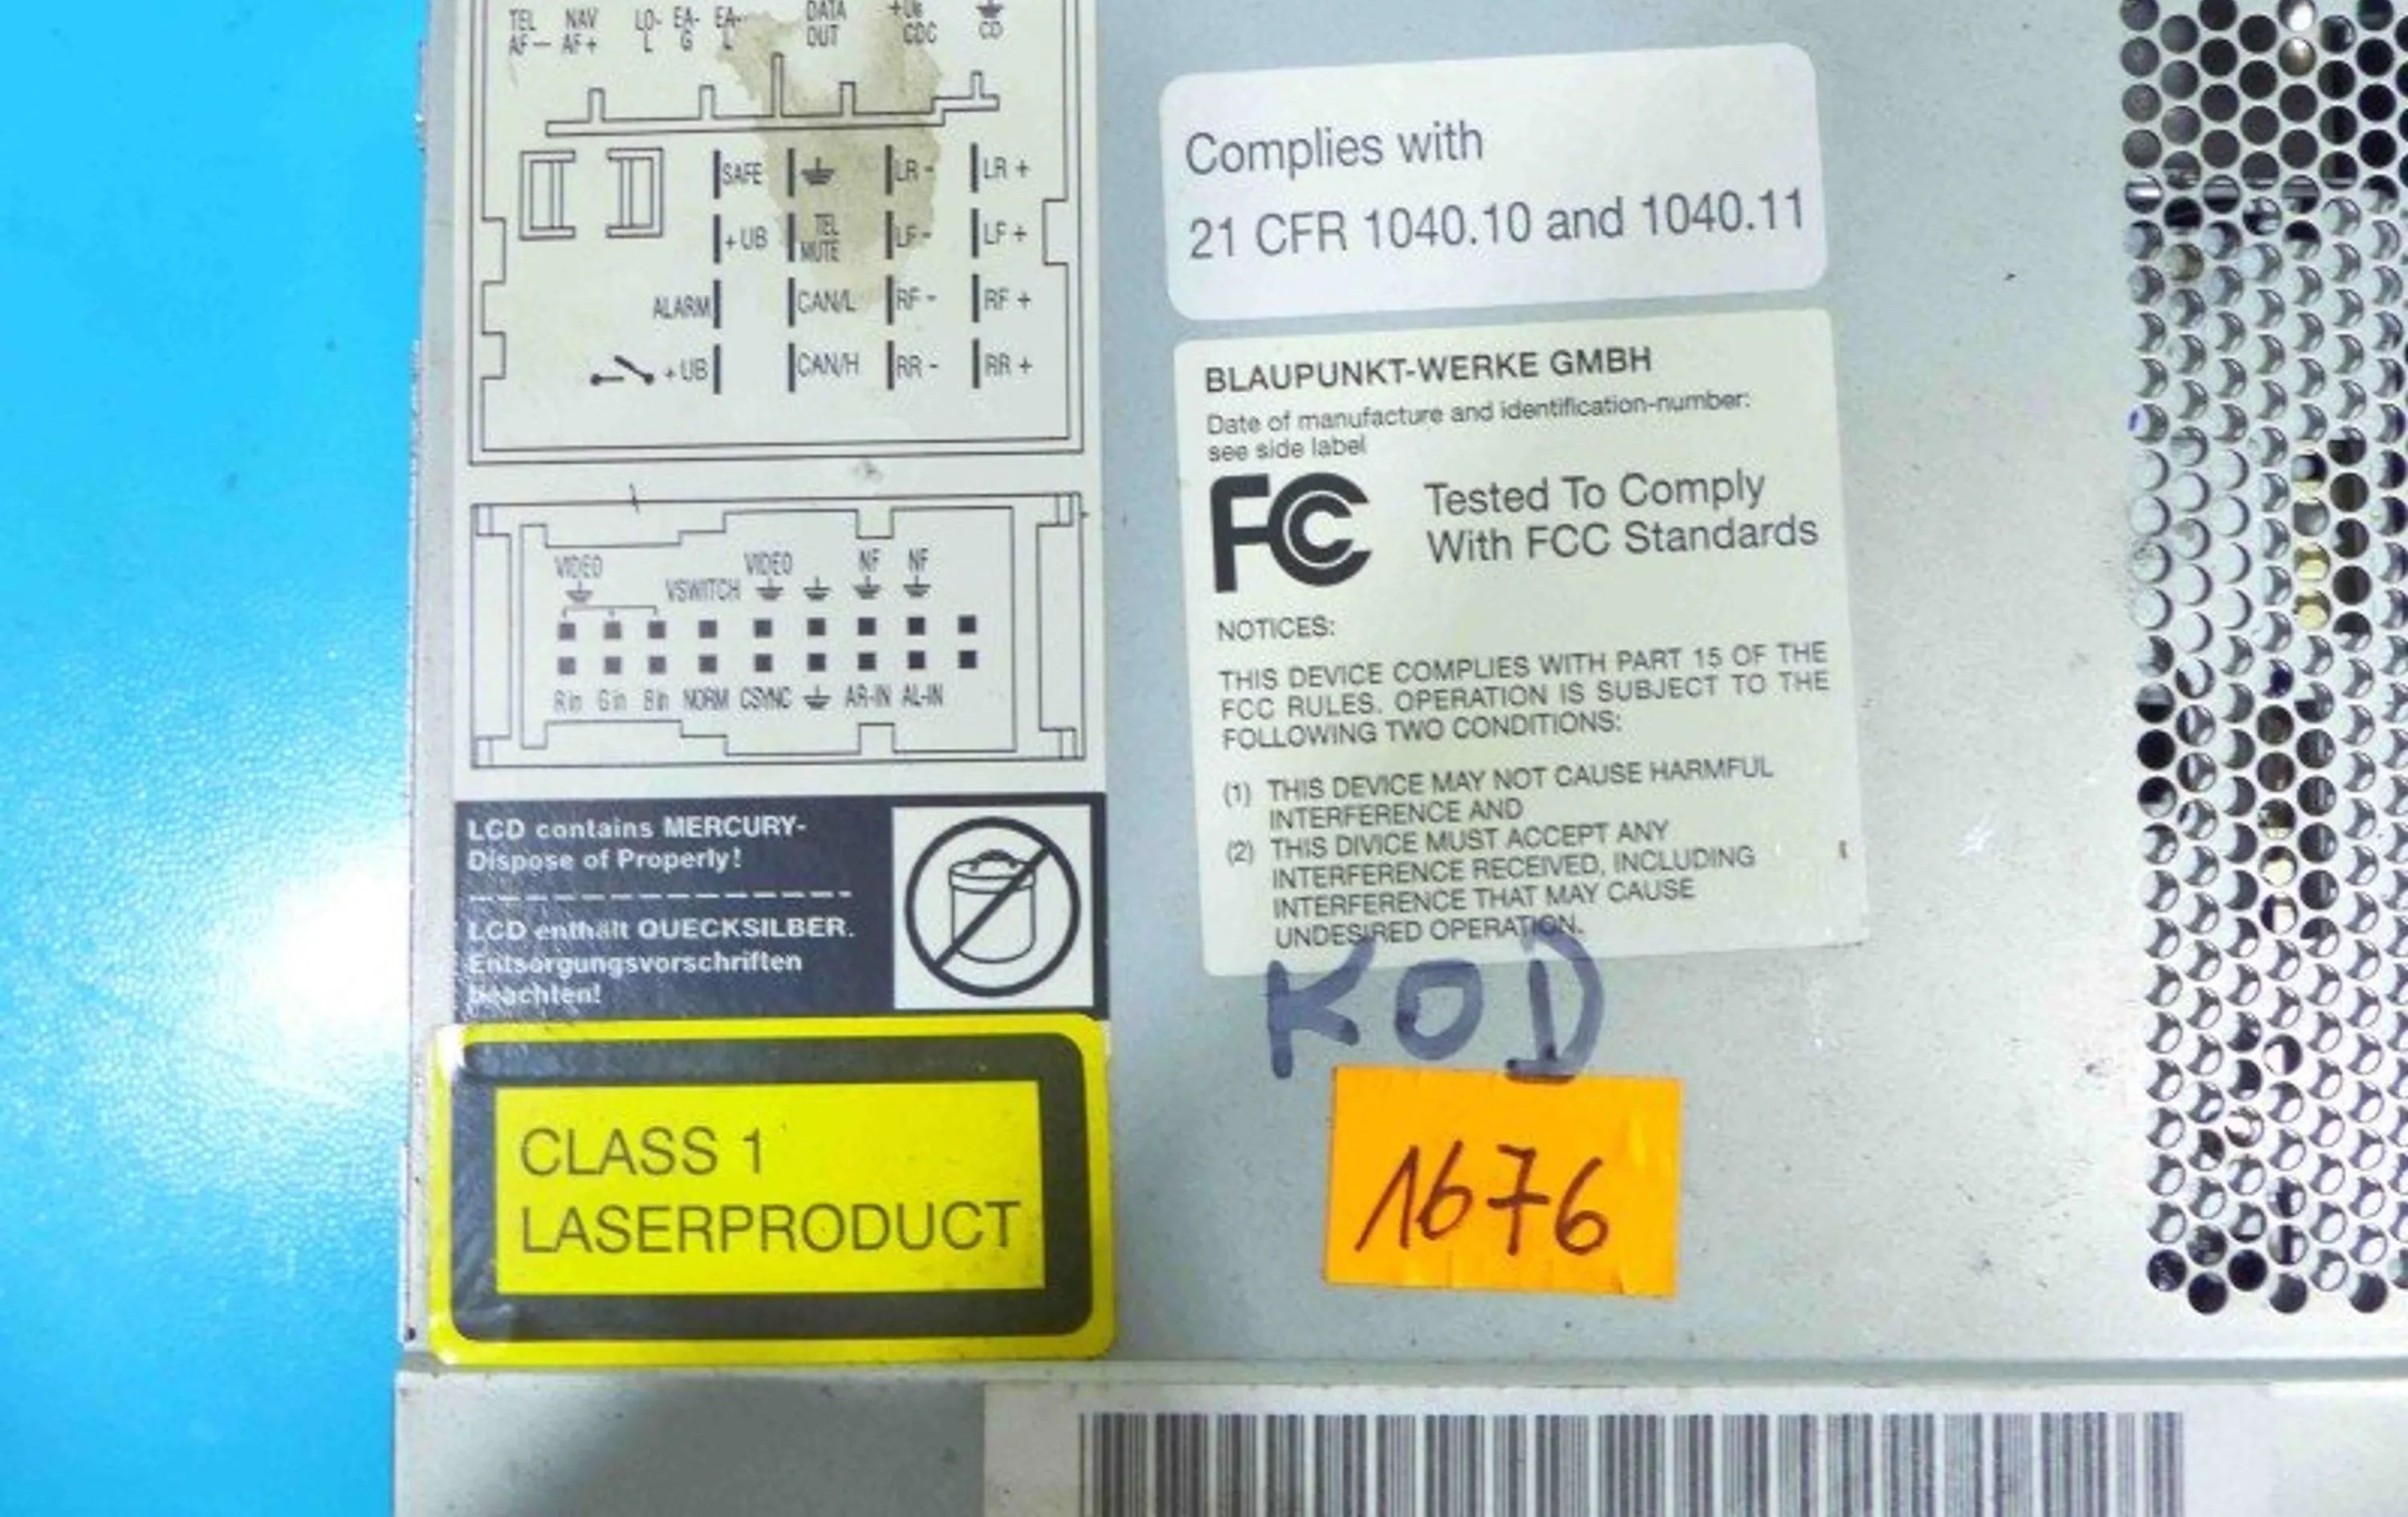 TEL NAV LO- EA- EA- DATA CD
AF— AF+ L G L OUT CDC
SAFE LR - LR +
+ UB TEL MUTE LF - LF +
ALARM CAN/L RF - RF +
+ UB CAN/H RR - RR +
VIDEO VIDEO NF NF
VSWITCH
R in G in B in NORM CSYNC AR-IN AL-IN
LCD contains MERCURY-
Dispose of Properly!
LCD enthält QUECKSILBER.
Entsorgungsvorschriften
beachten!
CLASS 1
LASERPRODUCT
Complies with
21 CFR 1040.10 and 1040.11
BLAUPUNKT-WERKE GMBH
Date of manufacture and identification-number:
see side label
FC Tested To Comply
With FCC Standards
NOTICES:
THIS DEVICE COMPLIES WITH PART 15 OF THE
FCC RULES. OPERATION IS SUBJECT TO THE
FOLLOWING TWO CONDITIONS:
(1) THIS DEVICE MAY NOT CAUSE HARMFUL
INTERFERENCE AND
(2) THIS DIVICE MUST ACCEPT ANY
INTERFERENCE RECEIVED, INCLUDING
INTERFERENCE THAT MAY CAUSE
UNDESIRED OPERATION.
KOD
1676